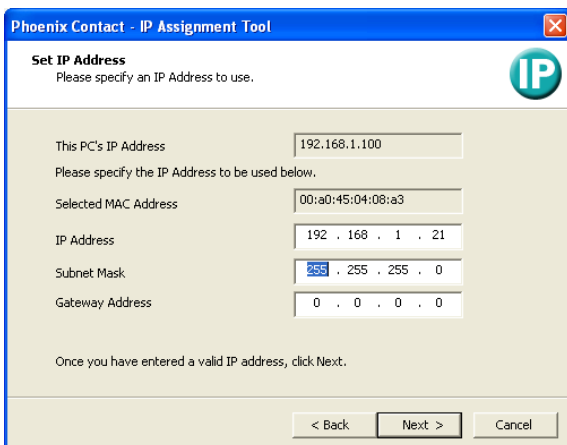 Phoenix Contact - IP Assignment Tool
Set IP Address
Please specify an IP Address to use.
IP
This PC's IP Address 192.168.1.100
Please specify the IP Address to be used below.
Selected MAC Address 00:a0:45:04:08:a3
IP Address 192 . 168 . 1 . 21
Subnet Mask 255 . 255 . 255 . 0
Gateway Address 0 . 0 . 0 . 0
Once you have entered a valid IP address, click Next.
< Back Next > Cancel